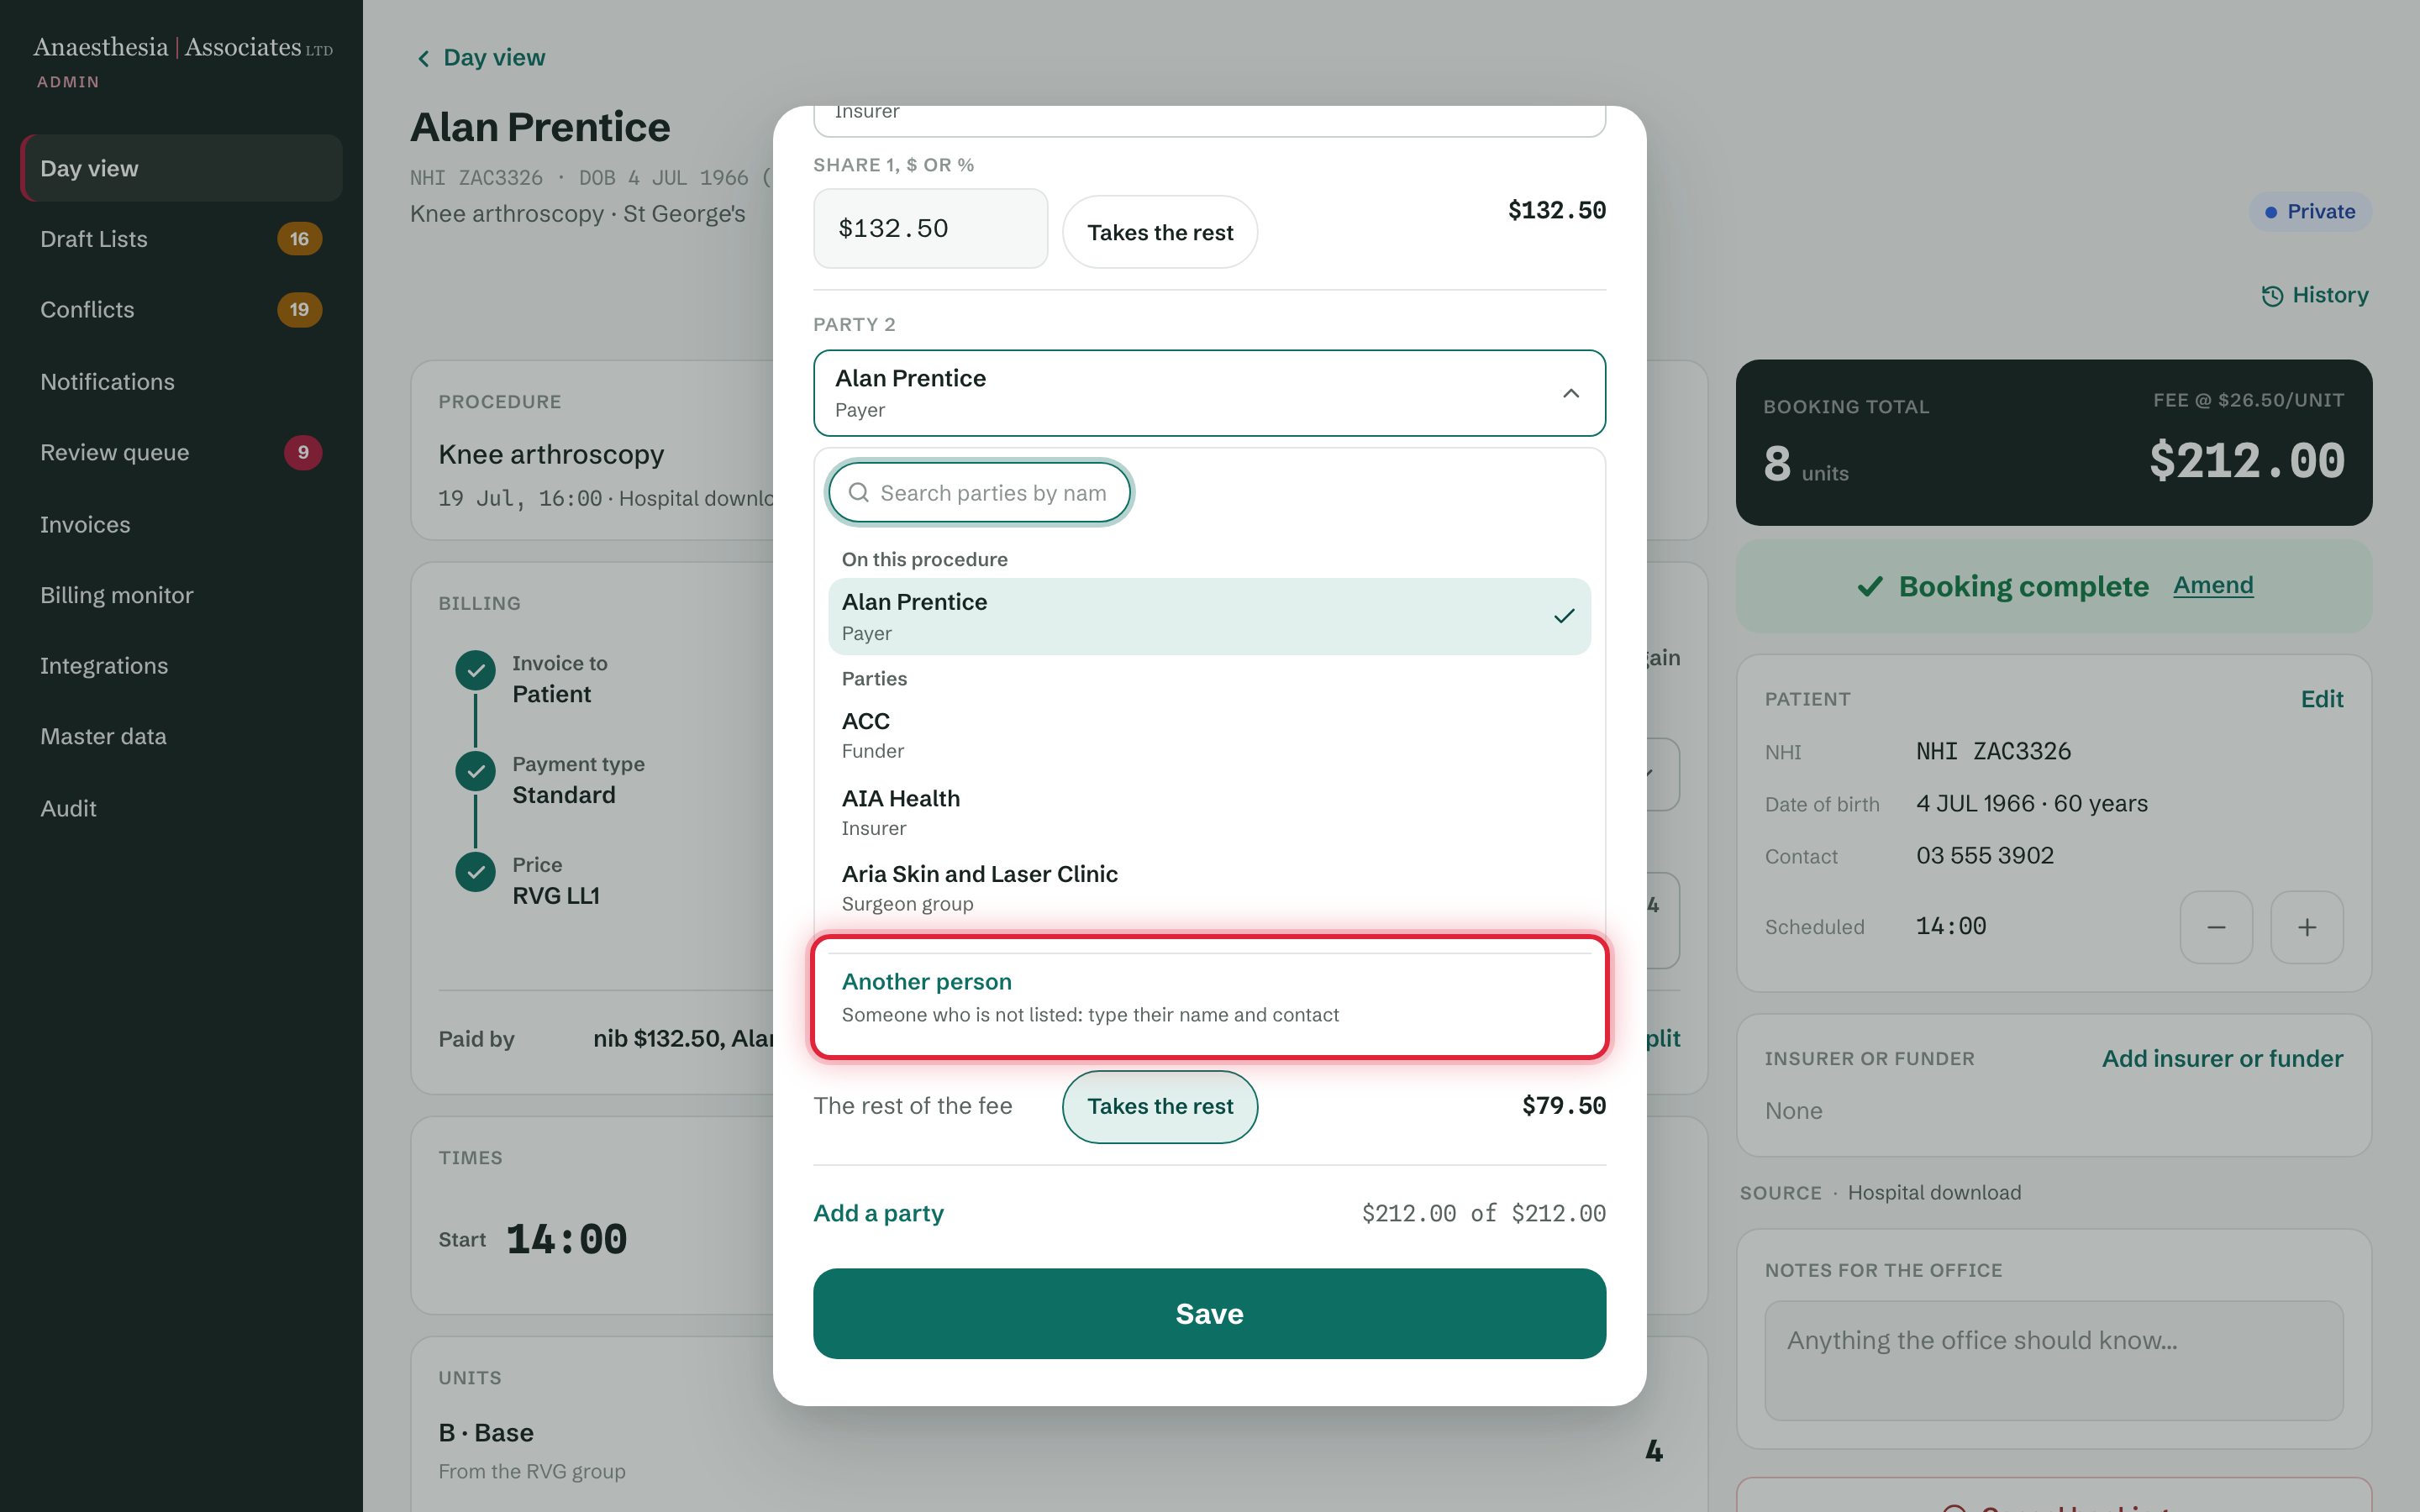 Anaesthesia | Associates LTD
ADMIN
Day view
Draft Lists 16
Conflicts 19
Notifications
Review queue 9
Invoices
Billing monitor
Integrations
Master data
Audit
Day view
Alan Prentice
NHI ZAC3326 · DOB 4 JUL 1966 (
Knee arthroscopy · St George's
Private
History
PROCEDURE
Knee arthroscopy
19 Jul, 16:00 · Hospital downlo
BILLING
Invoice to
Patient
Payment type
Standard
Price
RVG LL1
Paid by nib $132.50, Alan
TIMES
Start 14:00
UNITS
B · Base
From the RVG group
4
Insurer
SHARE 1, $ OR %
$132.50 Takes the rest $132.50
PARTY 2
Alan Prentice
Payer
Search parties by nam
On this procedure
Alan Prentice
Payer
Parties
ACC
Funder
AIA Health
Insurer
Aria Skin and Laser Clinic
Surgeon group
Another person
Someone who is not listed: type their name and contact
The rest of the fee Takes the rest $79.50
Add a party $212.00 of $212.00
Save
gain
4
plit
BOOKING TOTAL FEE @ $26.50/UNIT
8 units $212.00
Booking complete Amend
PATIENT Edit
NHI NHI ZAC3326
Date of birth 4 JUL 1966 · 60 years
Contact 03 555 3902
Scheduled 14:00 − +
INSURER OR FUNDER Add insurer or funder
None
SOURCE · Hospital download
NOTES FOR THE OFFICE
Anything the office should know...